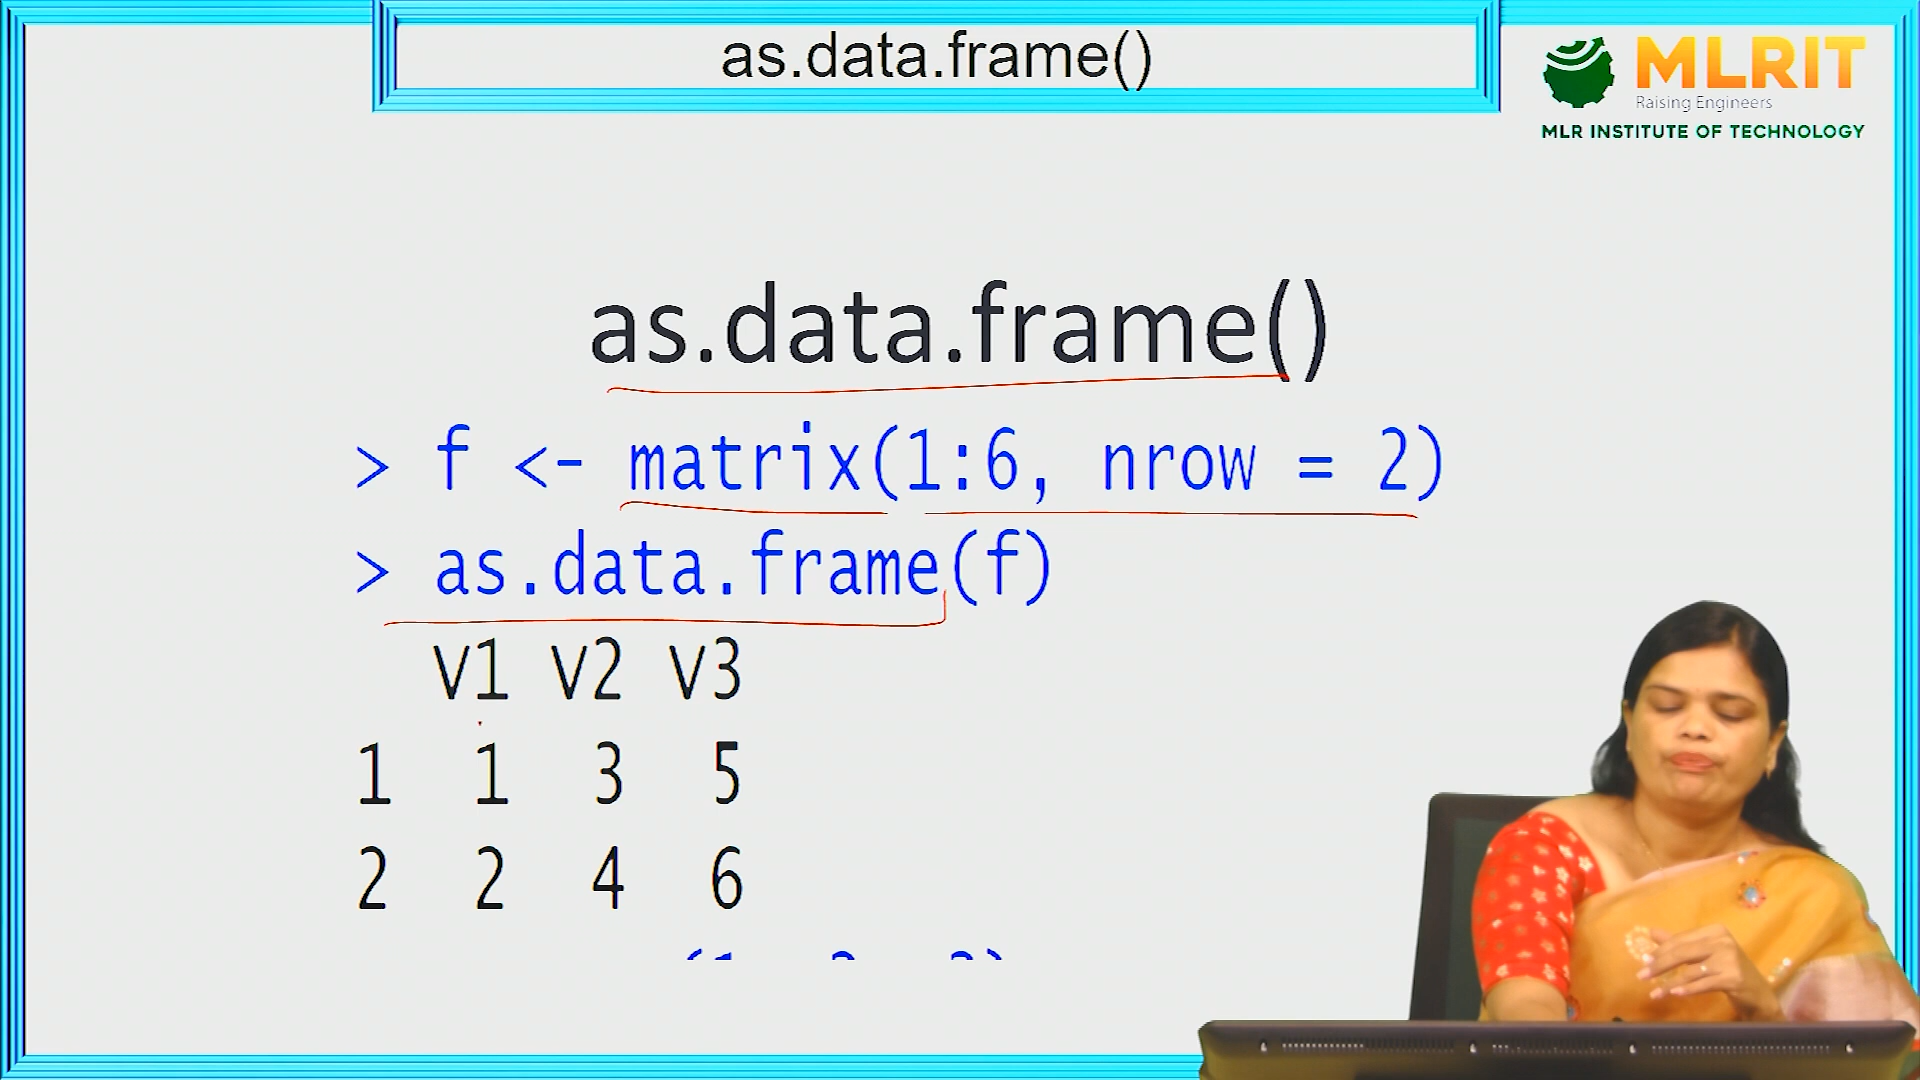 as.data.frame()
MLRIT
Raising Engineers
MLR INSTITUTE OF TECHNOLOGY
as.data.frame()
> f <- matrix(1:6, nrow = 2)
> as.data.frame(f)
V1 V2 V3
1 1 3 5
2 2 4 6